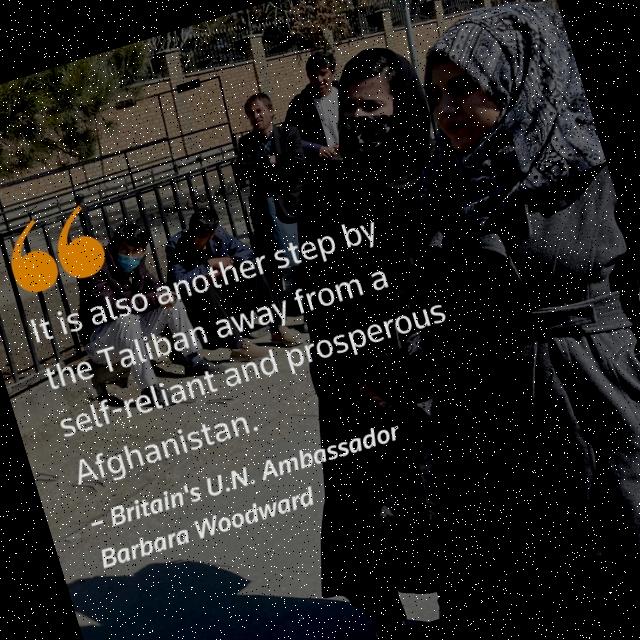 It is also another step by
the Taliban away from a
self-reliant and prosperous
Afghanistan.
– Britain's U.N. Ambassador
Barbara Woodward